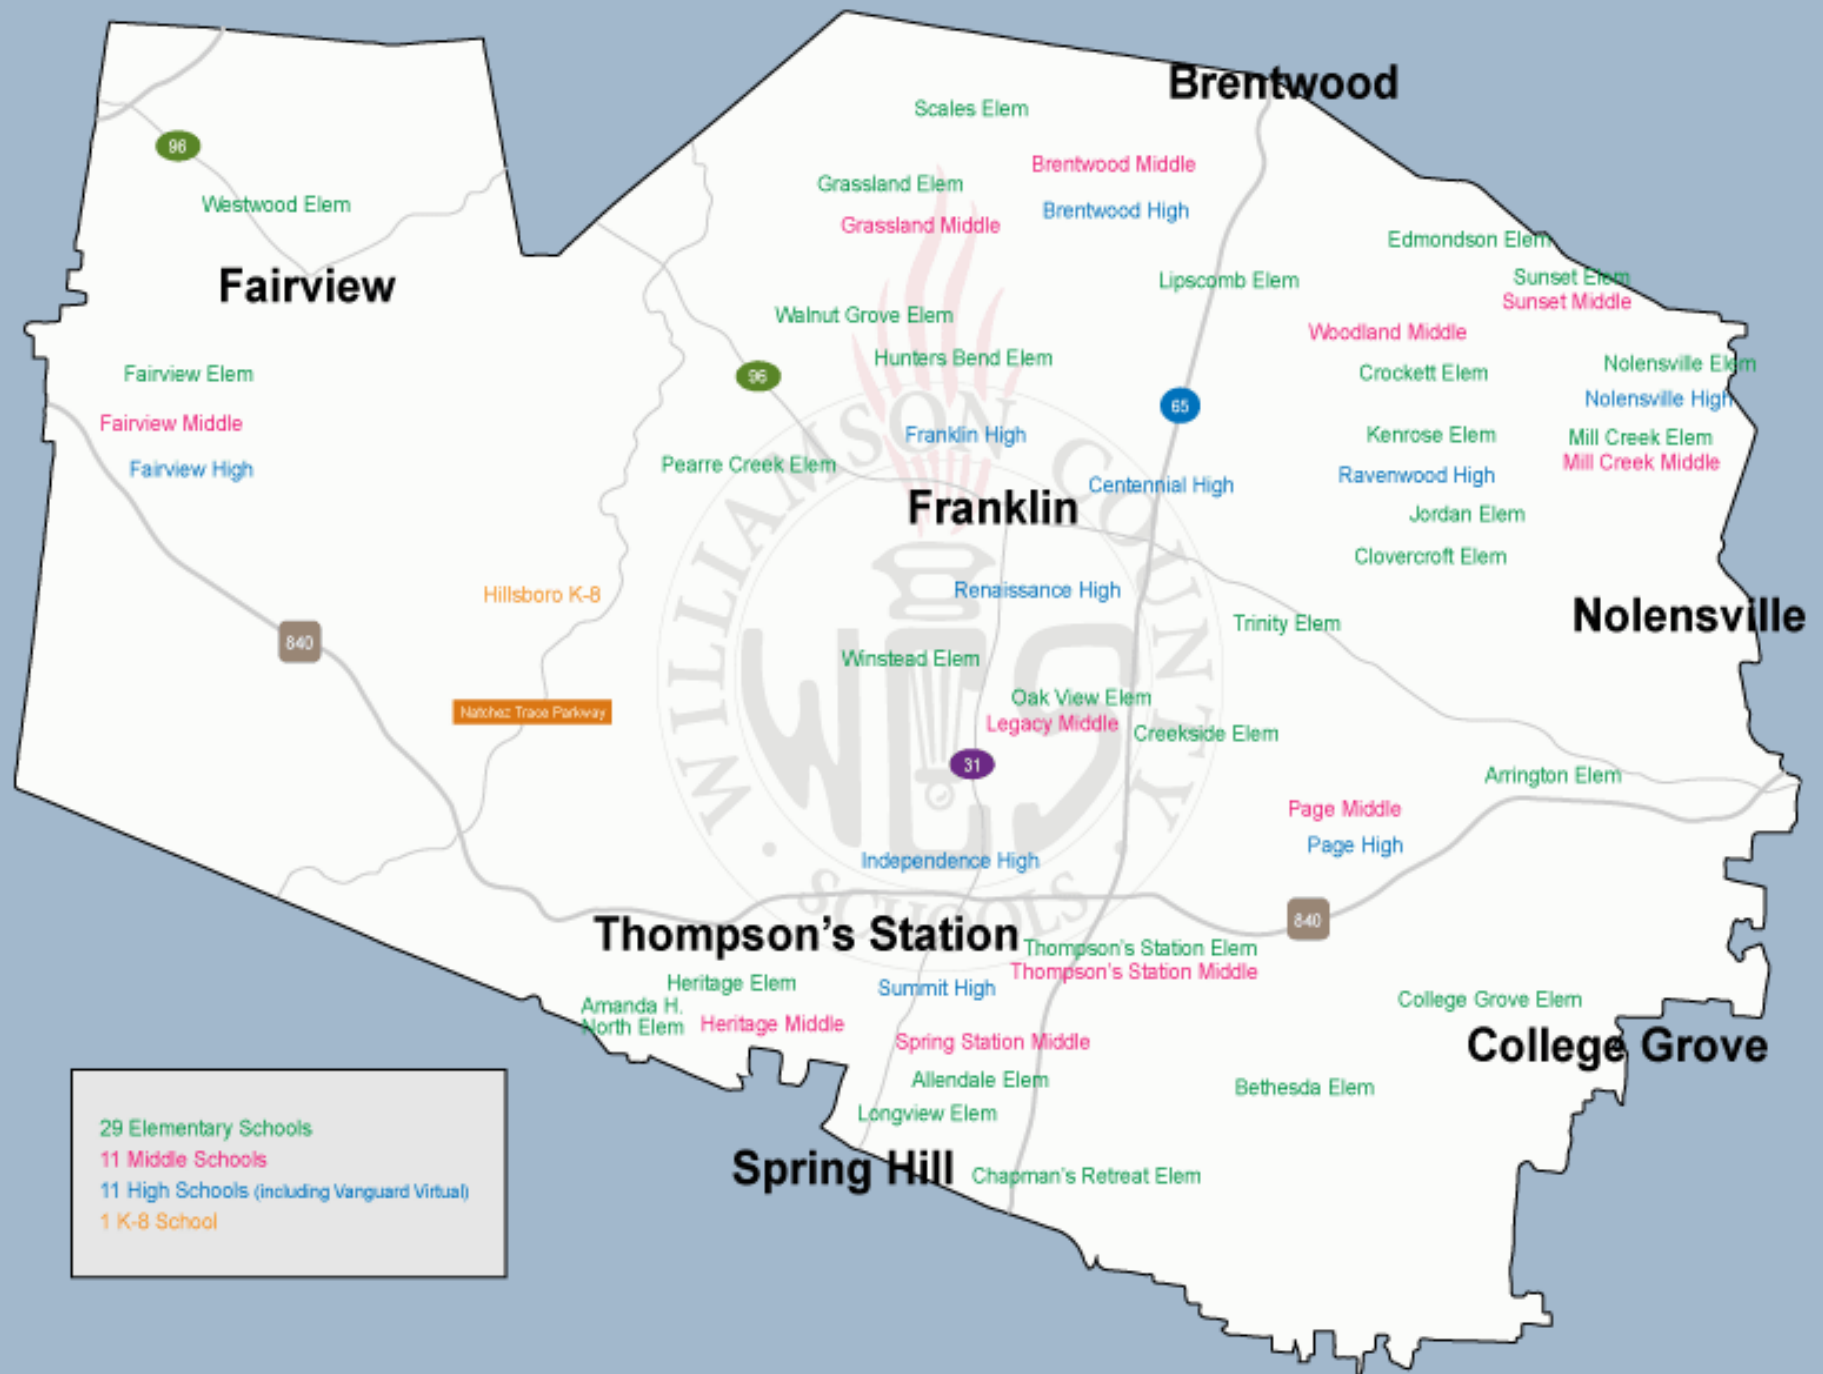 Brentwood
Scales Elem
Brentwood Middle
96
Grassland Elem
Westwood Elem
Brentwood High
Grassland Middle
Edmondson Elem
Fairview
Lipscomb Elem
Sunset Elem
Sunset Middle
Walnut Grove Elem
Woodland Middle
Hunters Bend Elem
Nolensville Elem
Fairview Elem
96
Crockett Elem
Nolensville High
65
Fairview Middle
Franklin High
Kenrose Elem
Mill Creek Elem
Mill Creek Middle
Fairview High
Pearre Creek Elem
Ravenwood High
Centennial High
Franklin
Jordan Elem
Clovercroft Elem
Hillsboro K-8
Renaissance High
Nolensville
Trinity Elem
840
Winstead Elem
Oak View Elem
Legacy Middle
Natchez Trace Parkway
Creekside Elem
31
Arrington Elem
Page Middle
Page High
Independence High
840
Thompson's Station
Thompson's Station Elem
Thompson's Station Middle
Heritage Elem
Summit High
College Grove Elem
Amanda H.
North Elem
Heritage Middle
Spring Station Middle
College Grove
Allendale Elem
Bethesda Elem
Longview Elem
Spring Hill
Chapman's Retreat Elem
WILLIAMSON COUNTY
WCS
· SCHOOLS ·
29 Elementary Schools
11 Middle Schools
11 High Schools (including Vanguard Virtual)
1 K-8 School